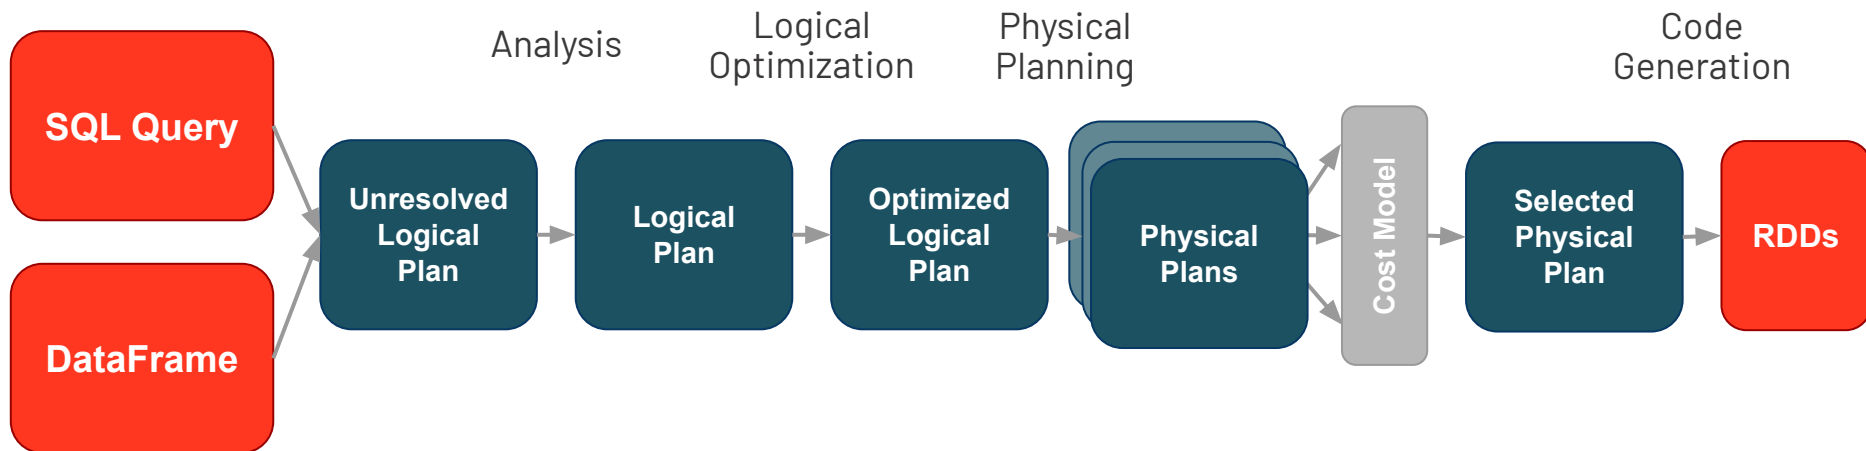 Analysis
Logical
Optimization
Physical
Planning
Code
Generation
SQL Query
DataFrame
Unresolved
Logical
Plan
Logical
Plan
Optimized
Logical
Plan
Physical
Plans
Cost Model
Selected
Physical
Plan
RDDs